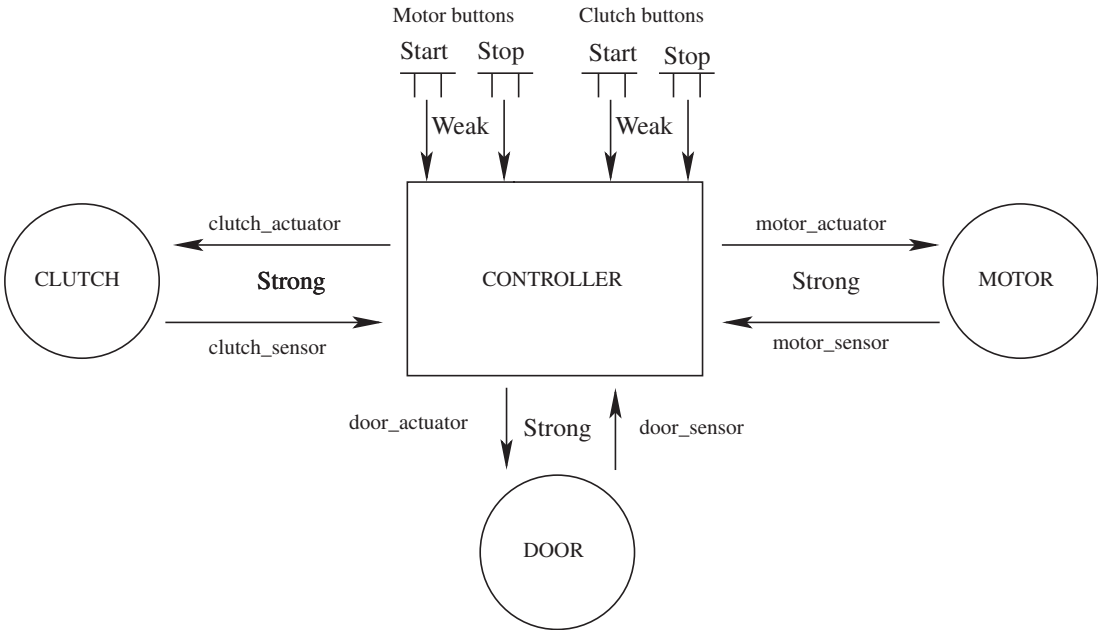 Motor buttons
Clutch buttons
Start
Stop
Start
Stop
Weak
Weak
clutch_actuator
motor_actuator
CLUTCH
Strong
CONTROLLER
Strong
MOTOR
clutch_sensor
motor_sensor
door_actuator
Strong
door_sensor
DOOR